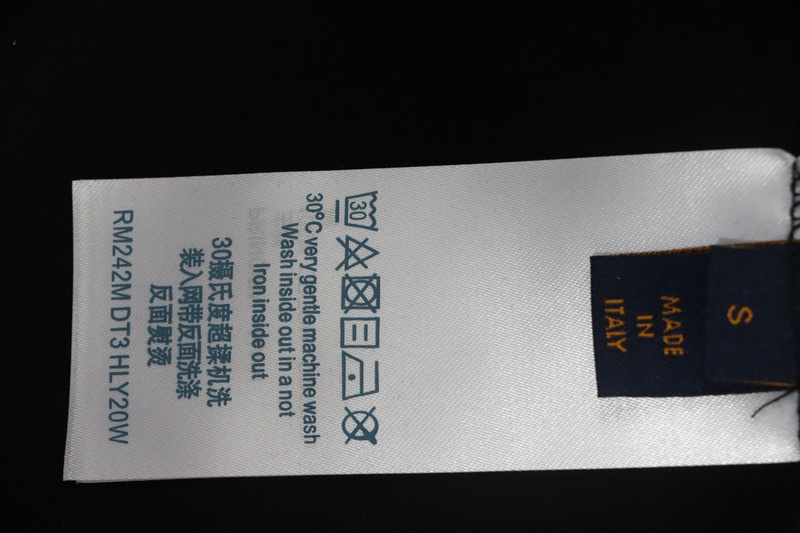 30
30°C very gentle machine wash
Wash inside out in a not
Iron inside out
30摄氏度超揉机洗
装入网带反面洗涤
反面熨烫
RM242M DT3 HLY20W
S
MADE
IN
ITALY